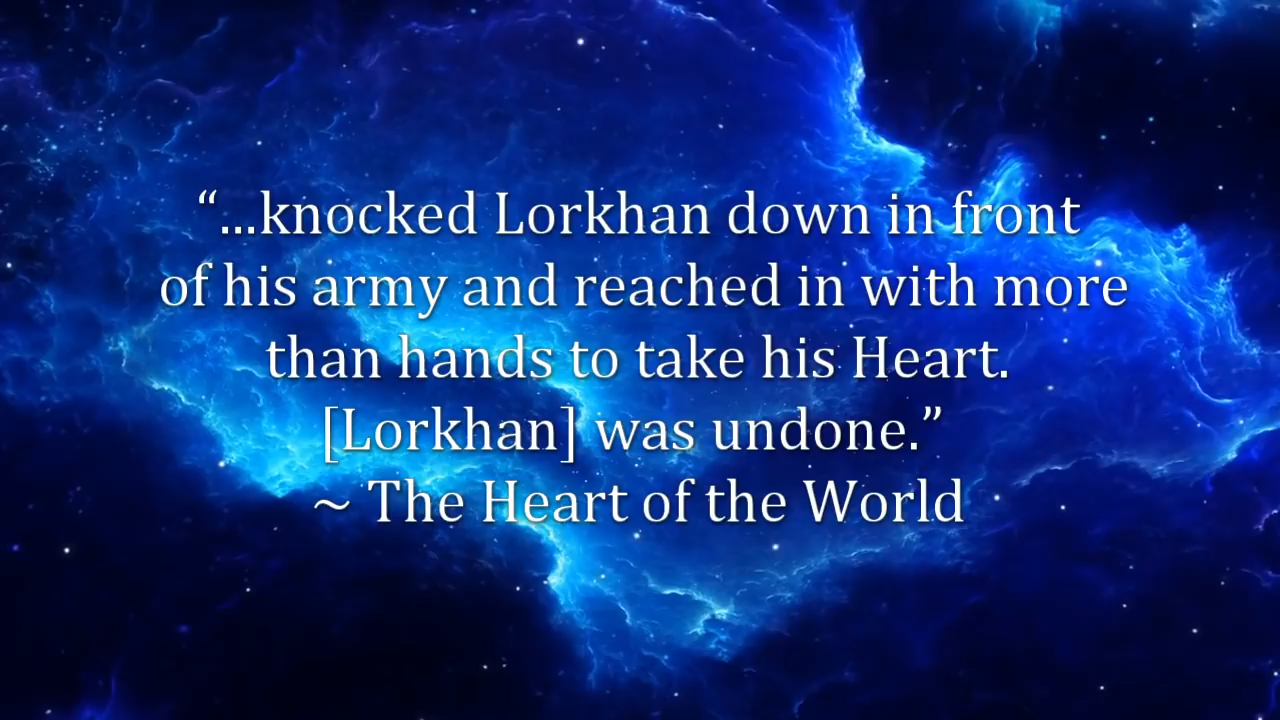 “...knocked Lorkhan down in front
of his army and reached in with more
than hands to take his Heart.
[Lorkhan] was undone.”
~ The Heart of the World